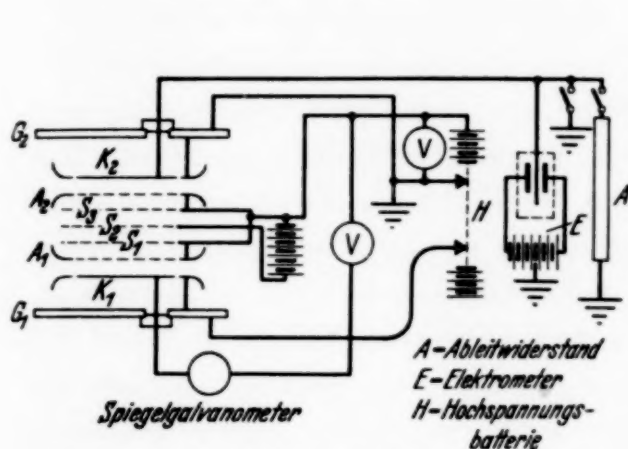 G₂
K₂
A₂
S₃
S₂
S₁
A₁
K₁
G₁
V
V
H
E
A
Spiegelgalvanometer
A–Ableitwiderstand
E–Elektrometer
H–Hochspannungs-
batterie